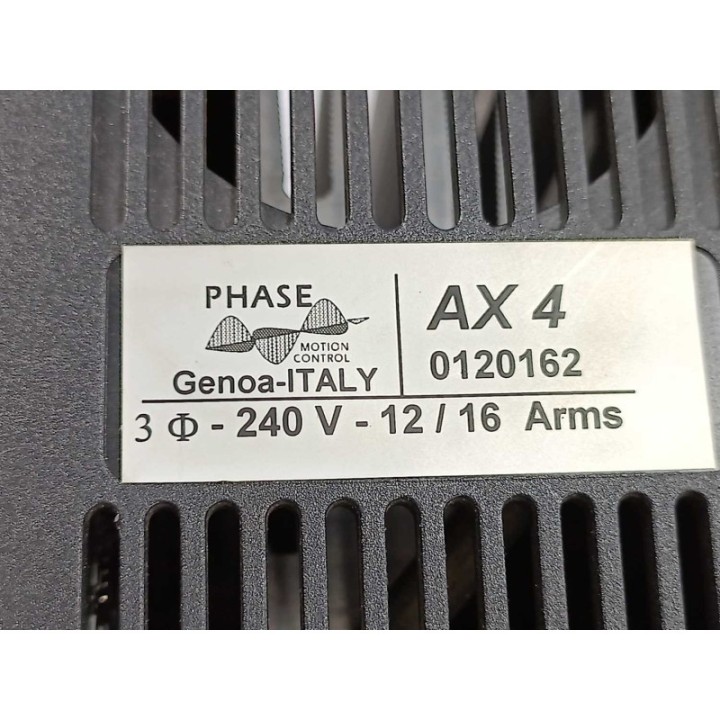 PHASE
MOTION
CONTROL
Genoa-ITALY
AX 4
0120162
3 Φ - 240 V - 12 / 16 Arms